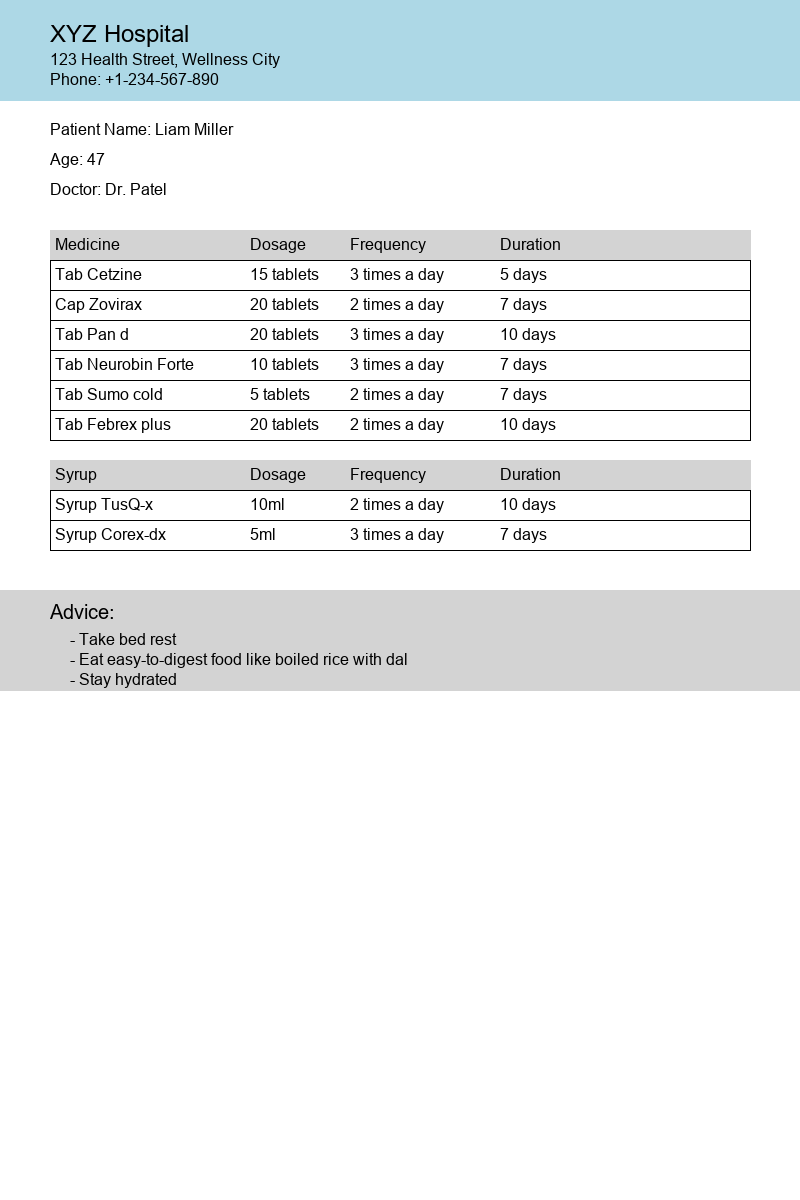 XYZ Hospital
123 Health Street, Wellness City
Phone: +1-234-567-890
Patient Name: Liam Miller
Age: 47
Doctor: Dr. Patel
Medicine Dosage Frequency Duration
Tab Cetzine 15 tablets 3 times a day 5 days
Cap Zovirax 20 tablets 2 times a day 7 days
Tab Pan d 20 tablets 3 times a day 10 days
Tab Neurobin Forte 10 tablets 3 times a day 7 days
Tab Sumo cold 5 tablets 2 times a day 7 days
Tab Febrex plus 20 tablets 2 times a day 10 days
Syrup Dosage Frequency Duration
Syrup TusQ-x 10ml 2 times a day 10 days
Syrup Corex-dx 5ml 3 times a day 7 days
Advice:
- Take bed rest
- Eat easy-to-digest food like boiled rice with dal
- Stay hydrated